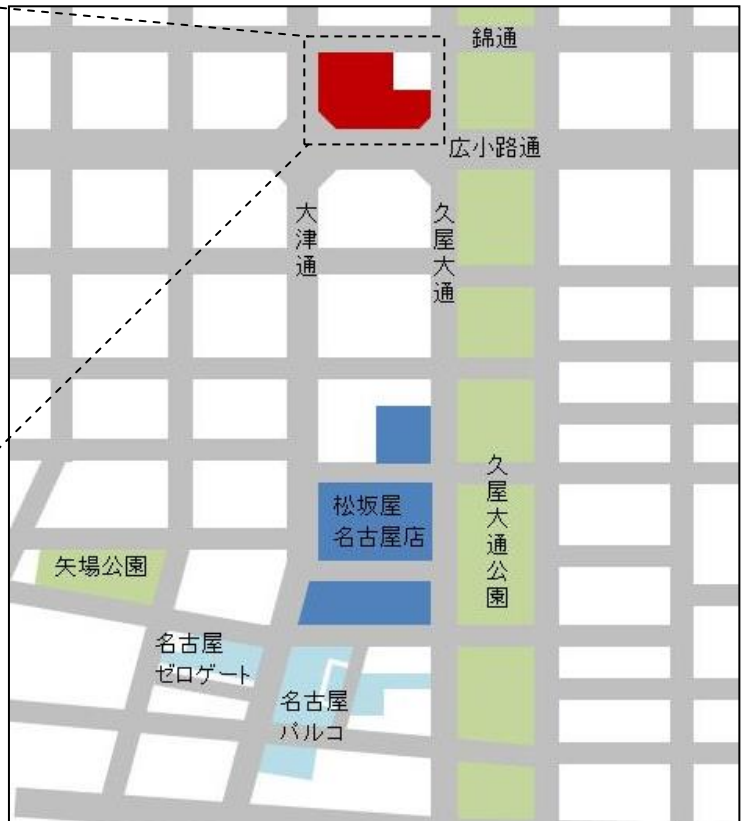 錦通
広小路通
大津通
久屋大通
久屋大通公園
松坂屋
名古屋店
矢場公園
名古屋
ゼロゲート
名古屋
パルコ